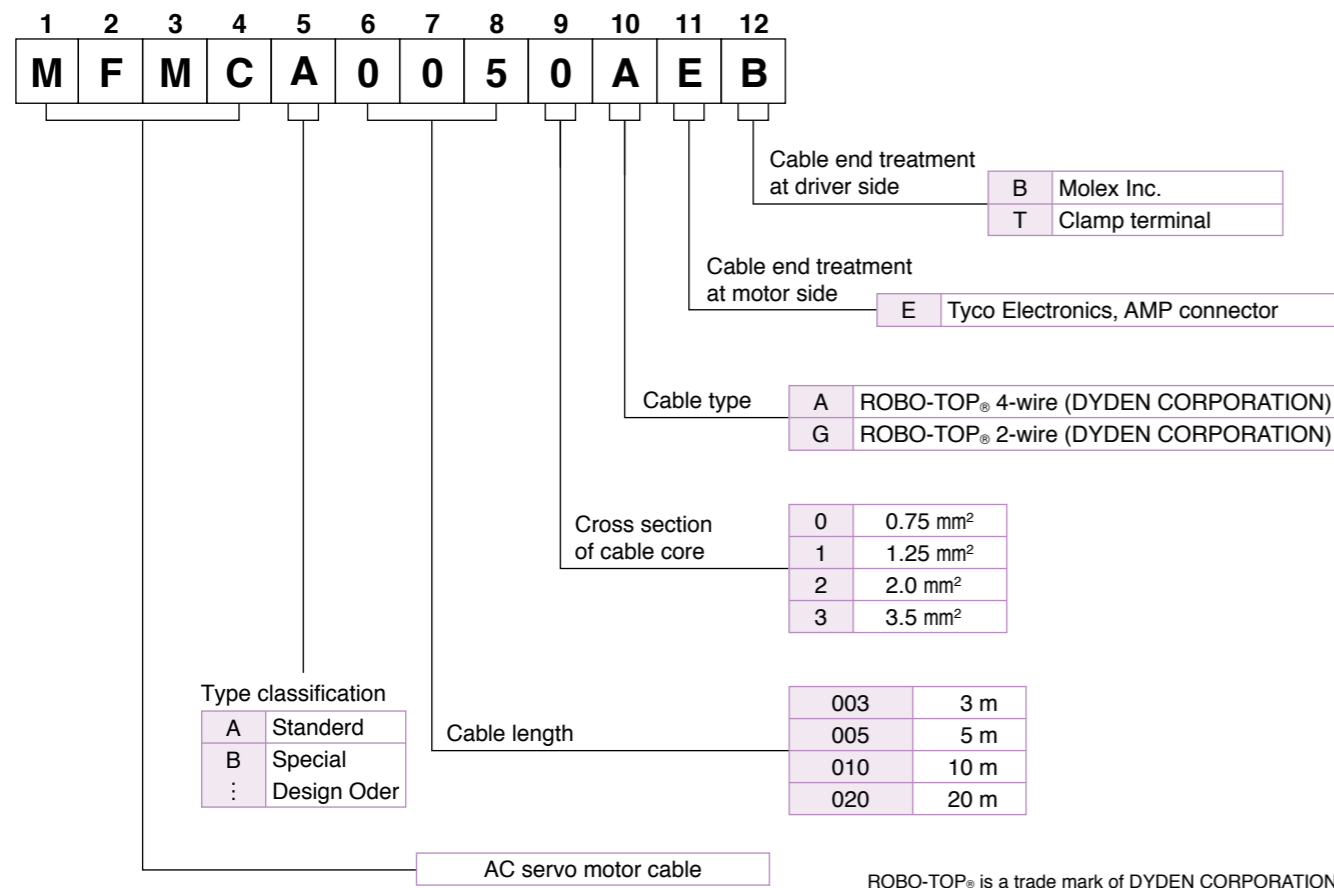 1 2 3 4 5 6 7 8 9 10 11 12
M F M C A 0 0 5 0 A E B
Cable end treatment
at driver side
B Molex Inc.
T Clamp terminal
Cable end treatment
at motor side
E Tyco Electronics, AMP connector
Cable type
A ROBO-TOP® 4-wire (DYDEN CORPORATION)
G ROBO-TOP® 2-wire (DYDEN CORPORATION)
Cross section
of cable core
0 0.75 mm²
1 1.25 mm²
2 2.0 mm²
3 3.5 mm²
Type classification
A Standerd
B Special
⋮ Design Oder
Cable length
003 3 m
005 5 m
010 10 m
020 20 m
AC servo motor cable
ROBO-TOP® is a trade mark of DYDEN CORPORATION